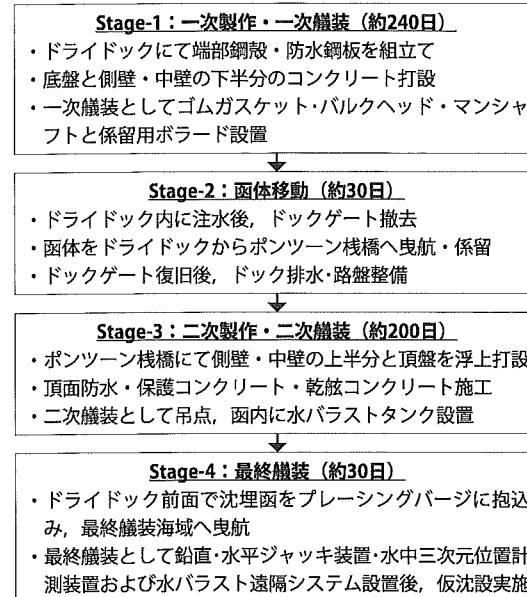 Stage-1：一次製作・一次艤装（約240日）
・ドライドックにて端部鋼殻・防水鋼板を組立て
・底盤と側壁・中壁の下半分のコンクリート打設
・一次艤装としてゴムガスケット・バルクヘッド・マンシャ
フトと係留用ボラード設置
Stage-2：函体移動（約30日）
・ドライドック内に注水後，ドックゲート撤去
・函体をドライドックからポンツーン桟橋へ曳航・係留
・ドックゲート復旧後，ドック排水・路盤整備
Stage-3：二次製作・二次艤装（約200日）
・ポンツーン桟橋にて側壁・中壁の上半分と頂盤を浮上打設
・頂面防水・保護コンクリート・乾舷コンクリート施工
・二次艤装として吊点，函内に水バラストタンク設置
Stage-4：最終艤装（約30日）
・ドライドック前面で沈埋函をプレーシングバージに抱込
み，最終艤装海域へ曳航
・最終艤装として鉛直・水平ジャッキ装置・水中三次元位置計
測装置および水バラスト遠隔システム設置後，仮沈設実施